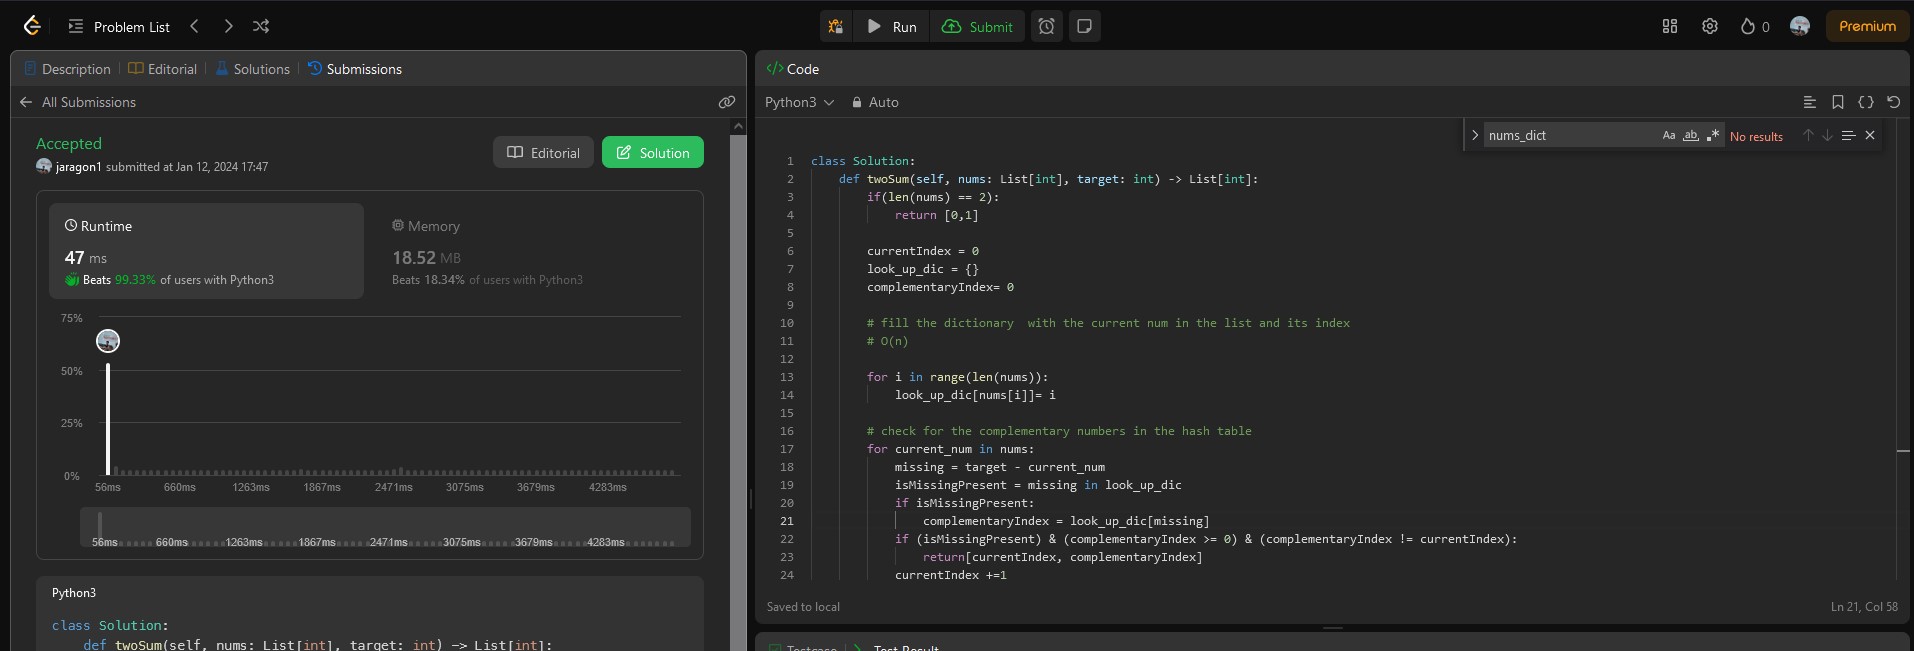 Problem List
Run
Submit
0
Premium
Description
Editorial
Solutions
Submissions
All Submissions
Accepted
jaragon1 submitted at Jan 12, 2024 17:47
Editorial
Solution
Runtime
47 ms
Beats 99.33% of users with Python3
Memory
18.52 MB
Beats 18.34% of users with Python3
75%
50%
25%
0%
56ms 660ms 1263ms 1867ms 2471ms 3075ms 3679ms 4283ms
56ms 660ms 1263ms 1867ms 2471ms 3075ms 3679ms 4283ms
Python3
class Solution:
    def twoSum(self, nums: List[int], target: int) -> List[int]:
</> Code
Python3
Auto
nums_dict
Aa ab .*
No results
1 class Solution:
2     def twoSum(self, nums: List[int], target: int) -> List[int]:
3         if(len(nums) == 2):
4             return [0,1]
5
6         currentIndex = 0
7         look_up_dic = {}
8         complementaryIndex= 0
9
10         # fill the dictionary  with the current num in the list and its index
11         # O(n)
12
13         for i in range(len(nums)):
14             look_up_dic[nums[i]]= i
15
16         # check for the complementary numbers in the hash table
17         for current_num in nums:
18             missing = target - current_num
19             isMissingPresent = missing in look_up_dic
20             if isMissingPresent:
21                 complementaryIndex = look_up_dic[missing]
22             if (isMissingPresent) & (complementaryIndex >= 0) & (complementaryIndex != currentIndex):
23                 return[currentIndex, complementaryIndex]
24             currentIndex +=1
Saved to local
Ln 21, Col 58
Testcase
Test Result